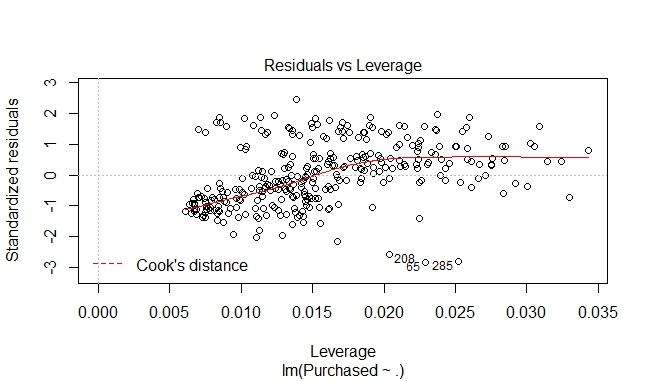 Residuals vs Leverage
Standardized residuals
3
2
1
0
-1
-2
-3
208
65
285
Cook's distance
0.000 0.005 0.010 0.015 0.020 0.025 0.030 0.035
Leverage
lm(Purchased ~ .)